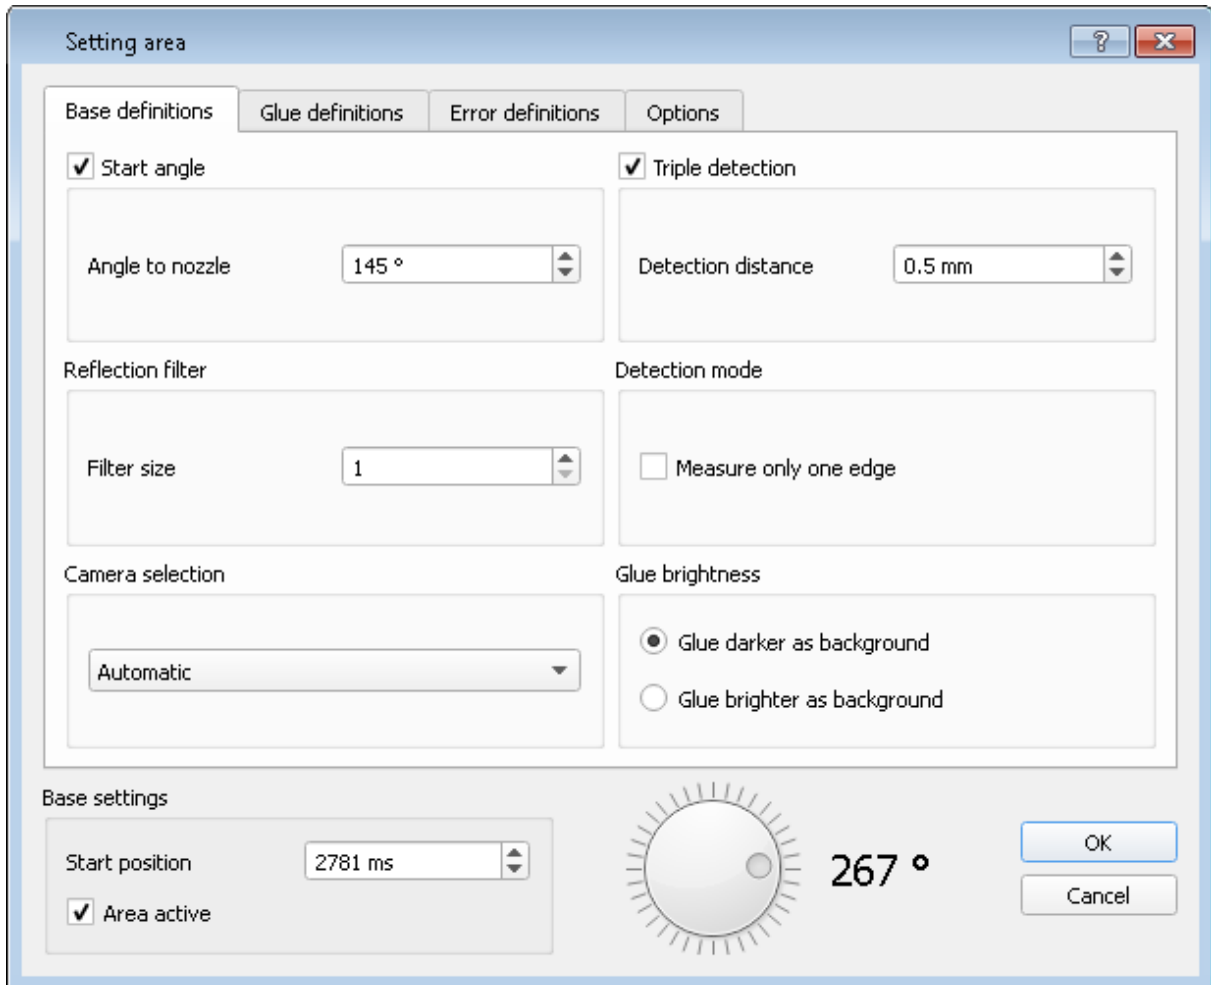 Setting area
?
Base definitions Glue definitions Error definitions Options
Start angle
Triple detection
Angle to nozzle 145 °
Detection distance 0.5 mm
Reflection filter
Detection mode
Filter size 1
Measure only one edge
Camera selection
Glue brightness
Automatic
Glue darker as background
Glue brighter as background
Base settings
Start position 2781 ms
Area active
267 °
OK
Cancel